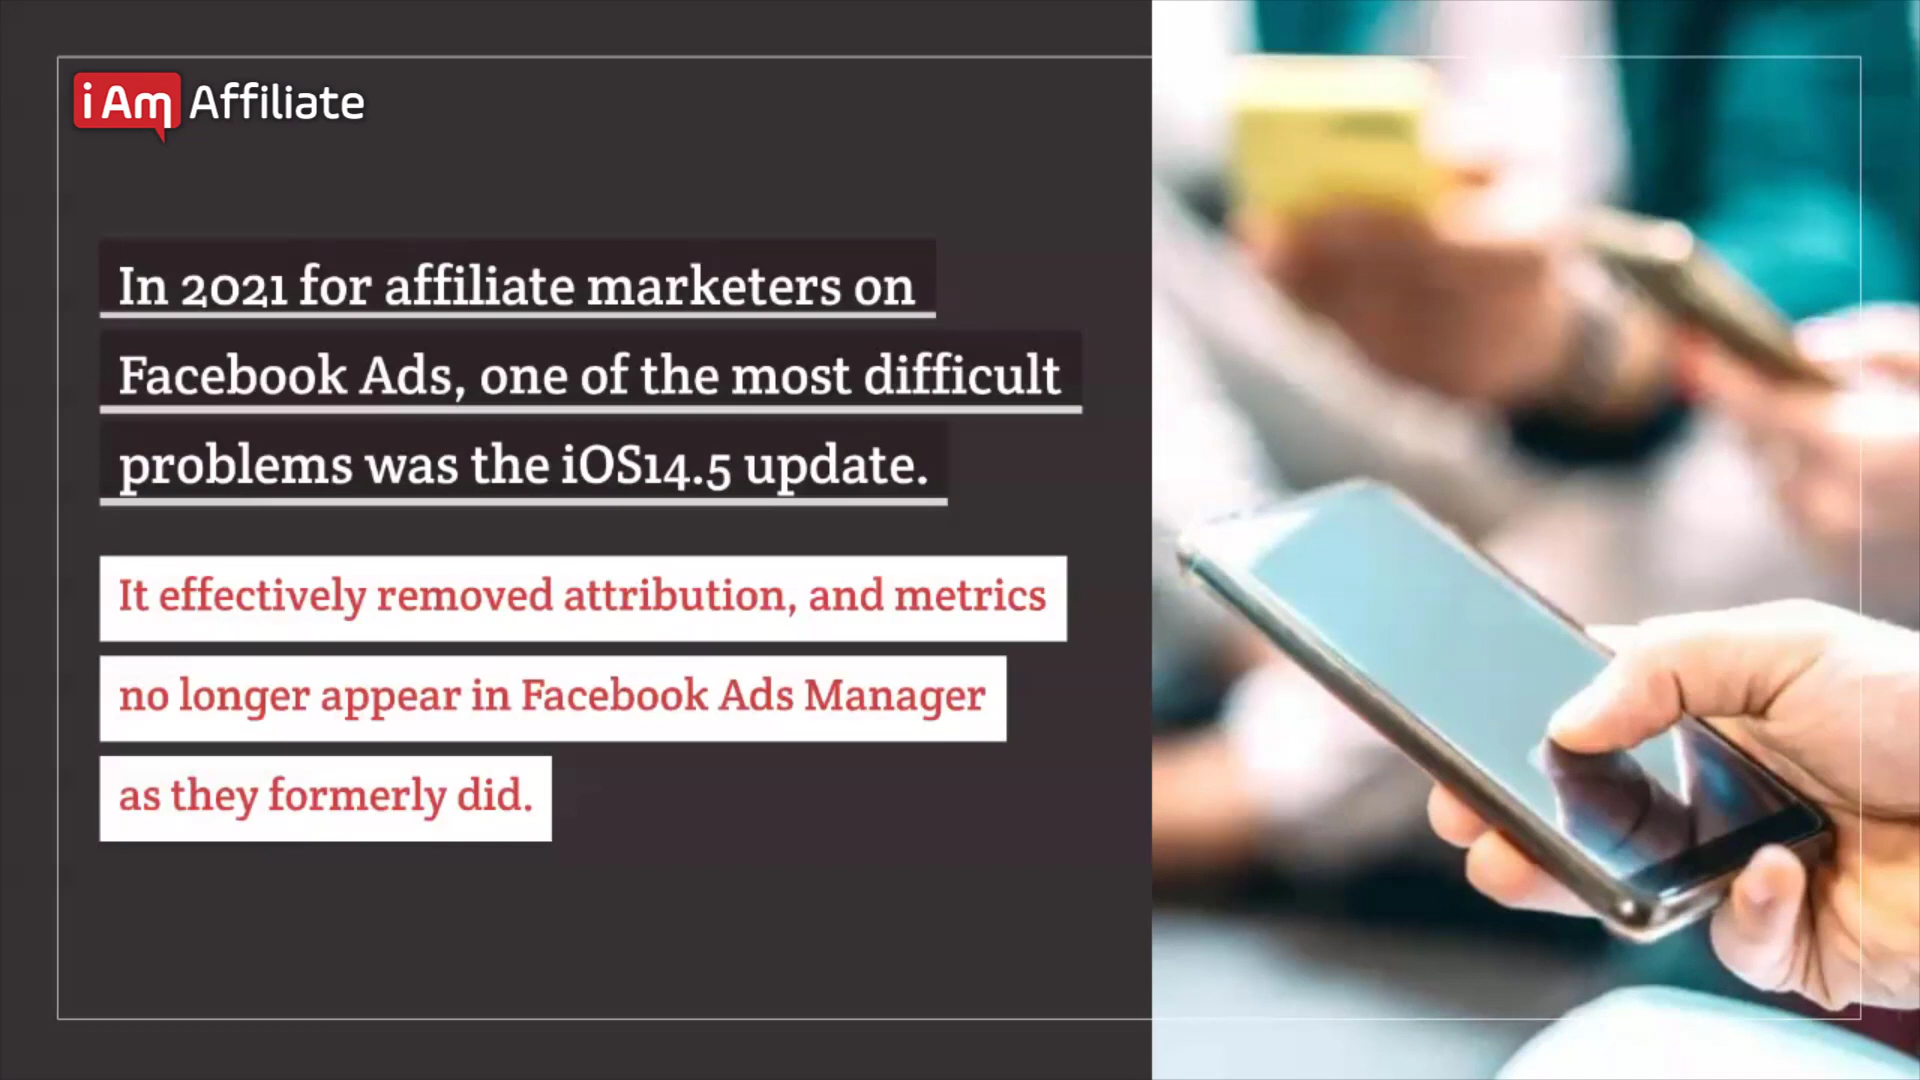 i Am Affiliate
In 2021 for affiliate marketers on
Facebook Ads, one of the most difficult
problems was the iOS14.5 update.
It effectively removed attribution, and metrics
no longer appear in Facebook Ads Manager
as they formerly did.